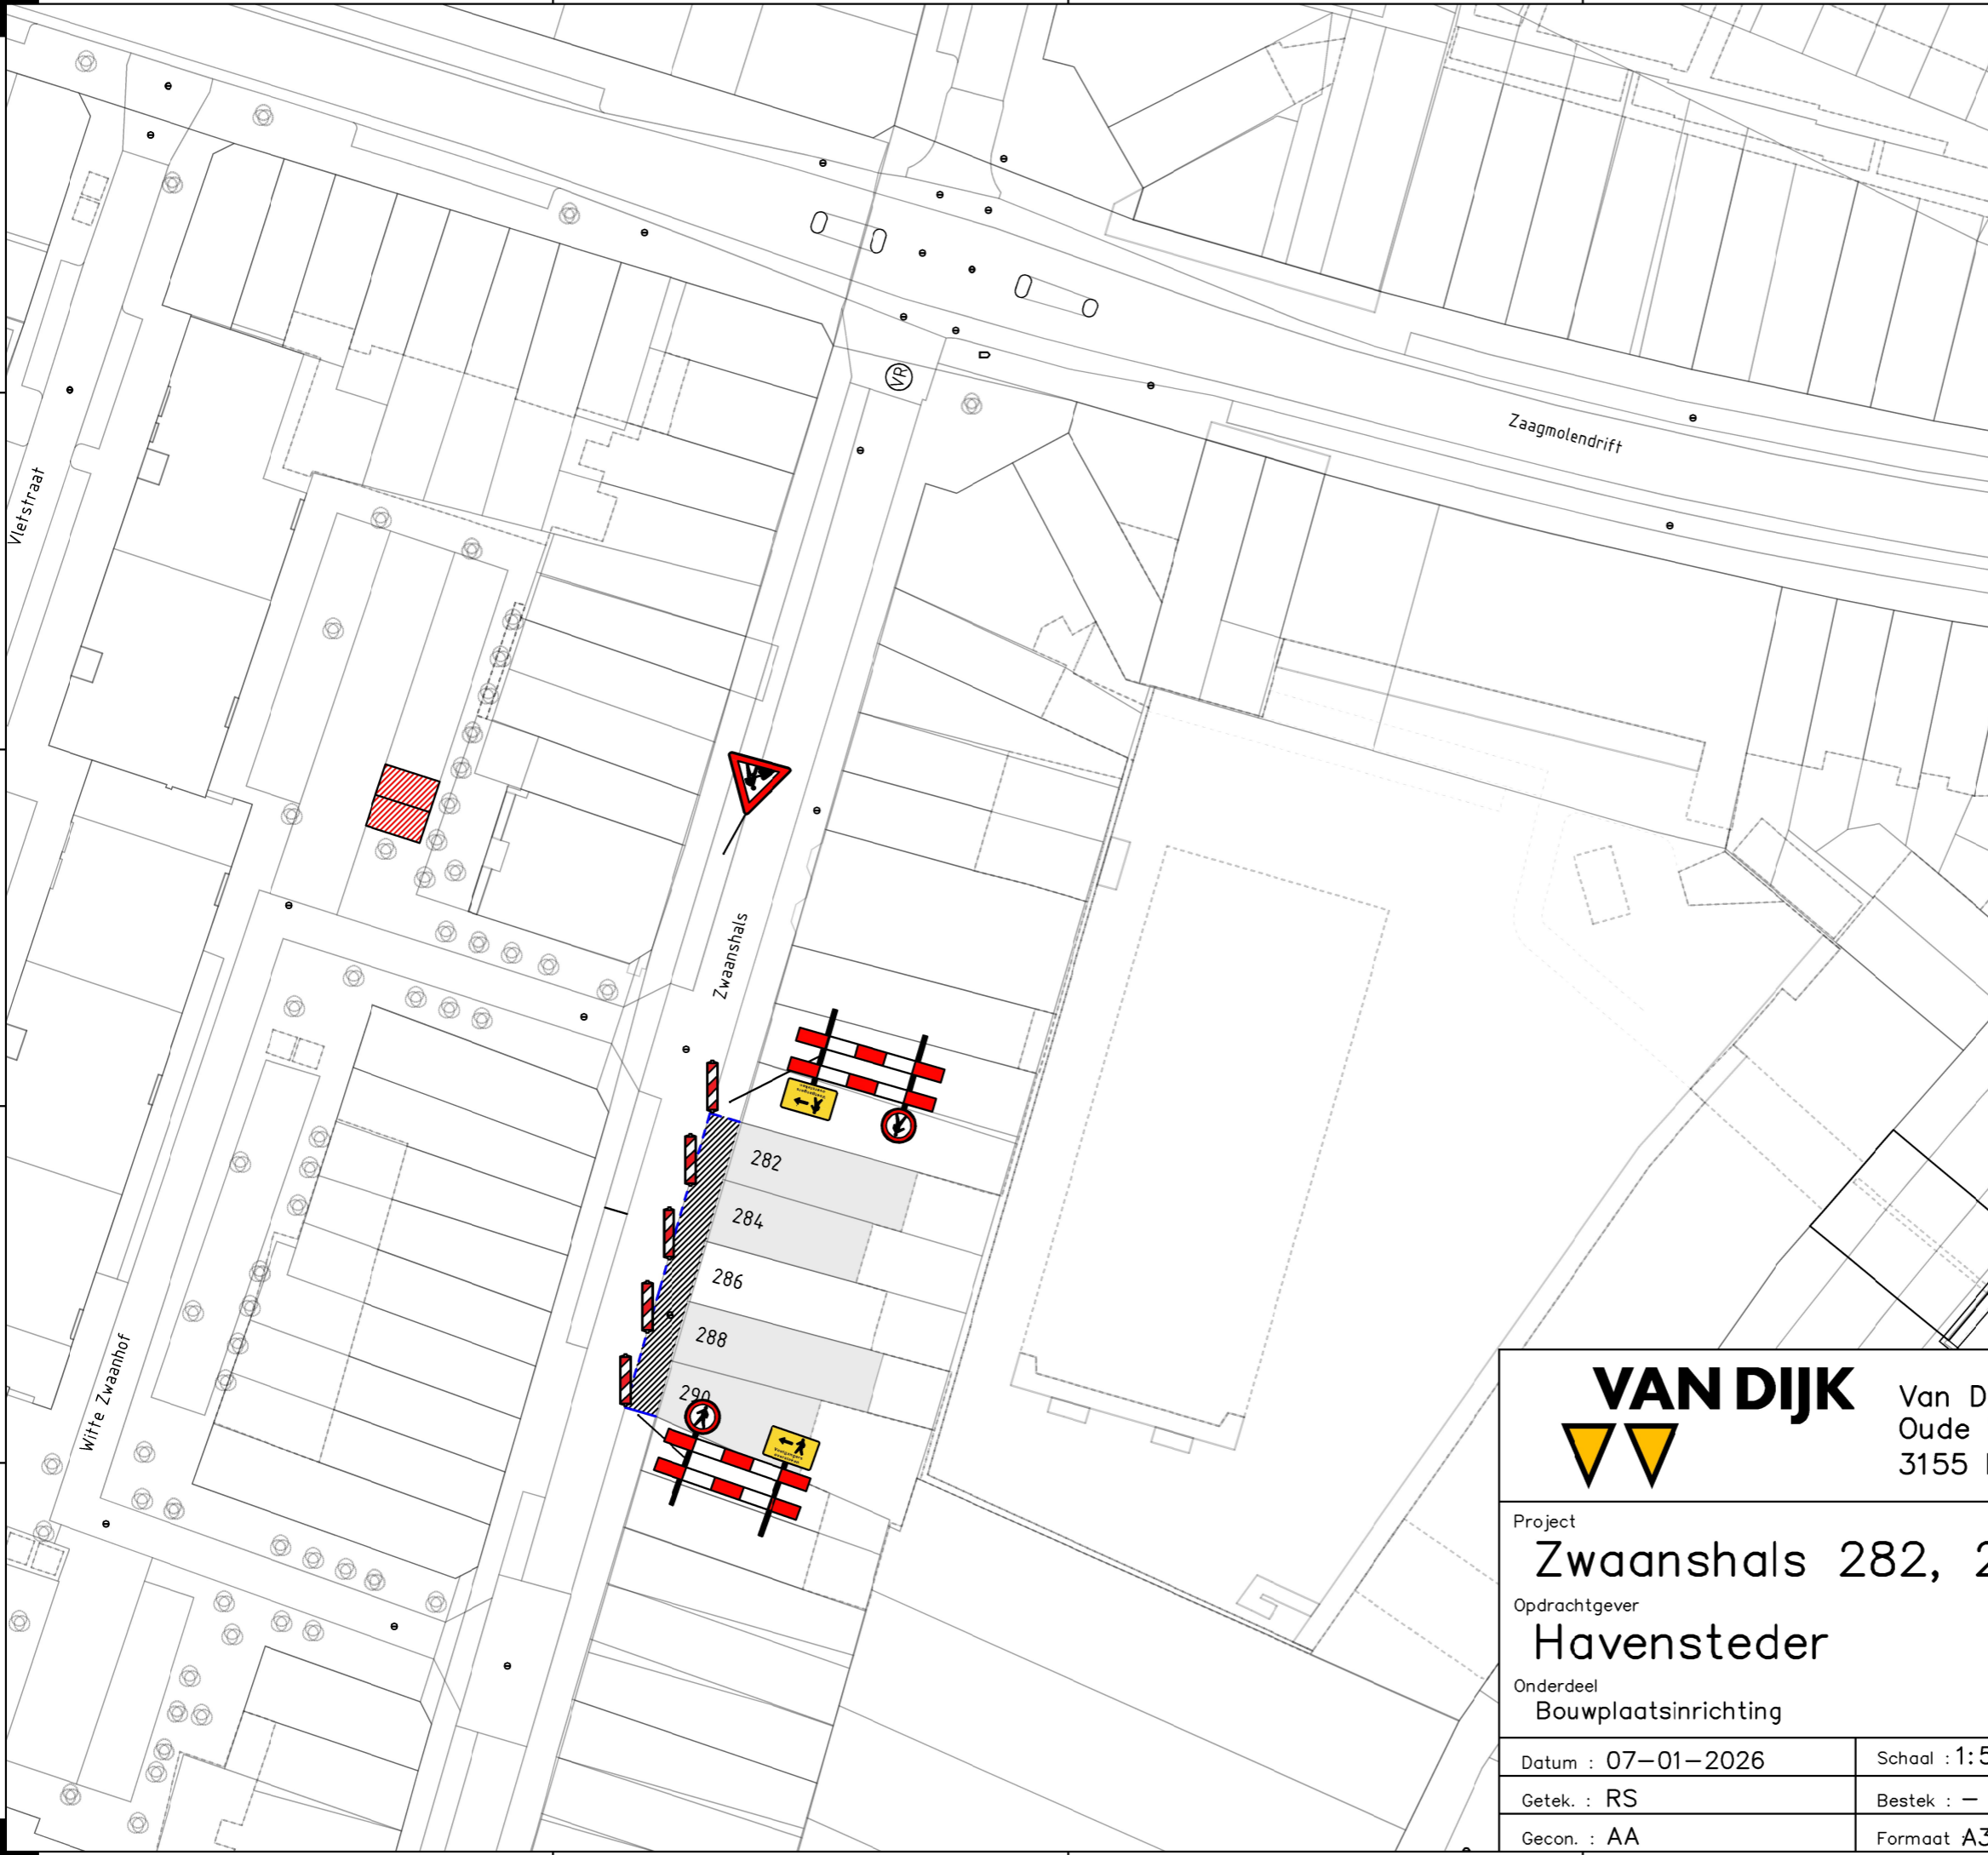 VR
Zaagmolendrift
Vletstraat
Zwaanshals
282
284
286
288
290
Witte Zwaanhof
VAN DIJK
Van D
Oude
3155
Project
Zwaanshals 282, 2
Opdrachtgever
Havensteder
Onderdeel
Bouwplaatsinrichting
Datum : 07-01-2026
Schaal : 1:5
Getek. : RS
Bestek : -
Gecon. : AA
Formaat A3